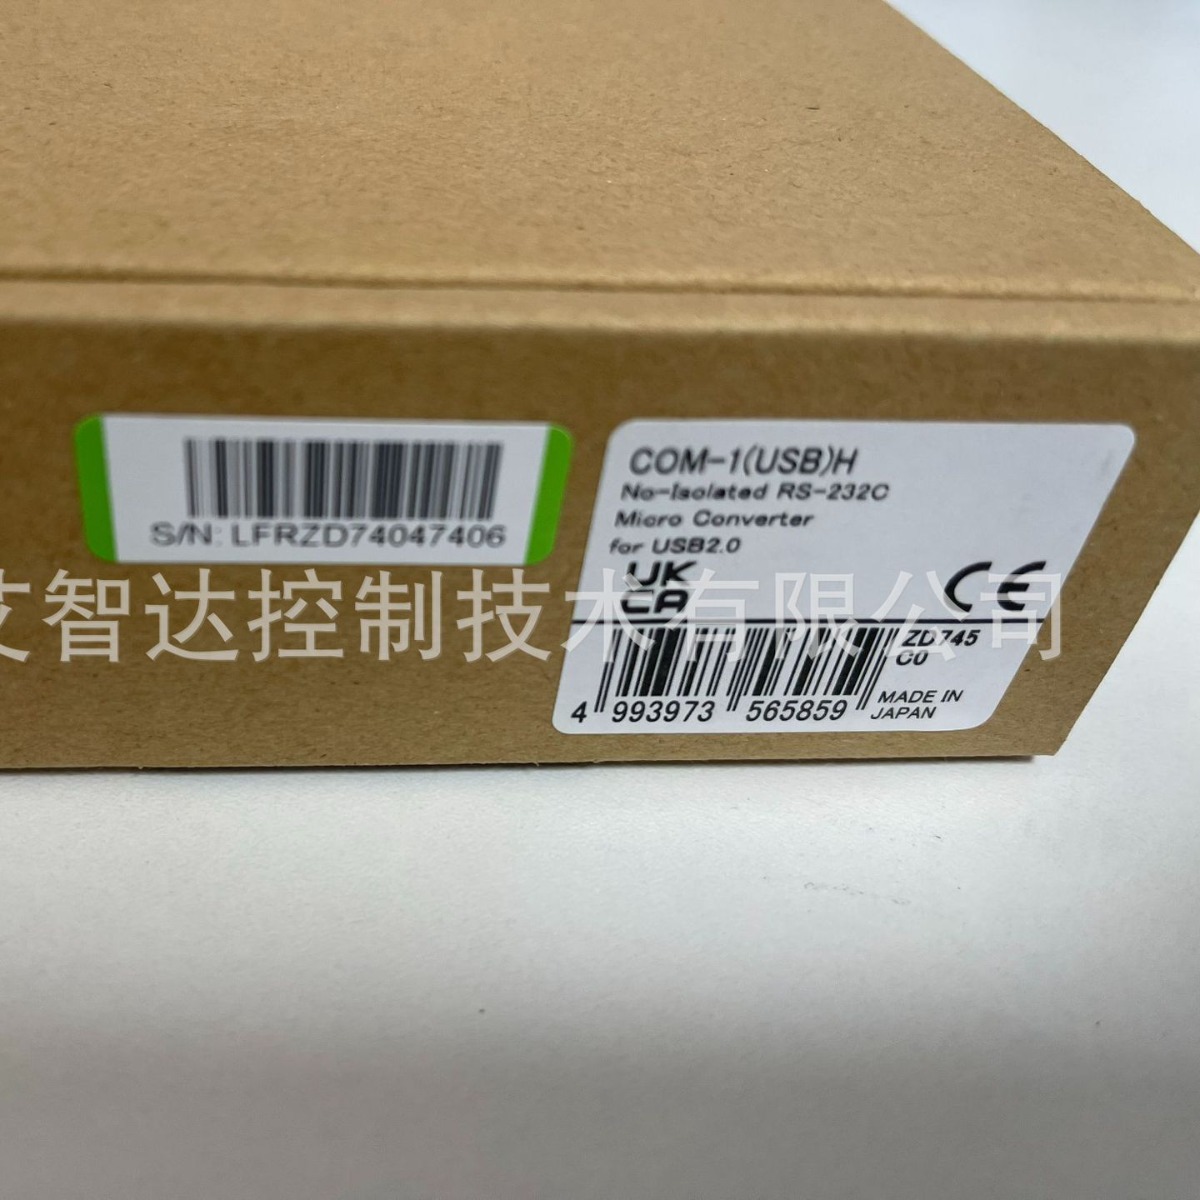 S/N: LFRZD74047406
COM-1(USB)H
No-Isolated RS-232C
Micro Converter
for USB2.0
UK
CA
CE
ZD745
C0
4 993973 565859
MADE IN
JAPAN
艾智达控制技术有限公司